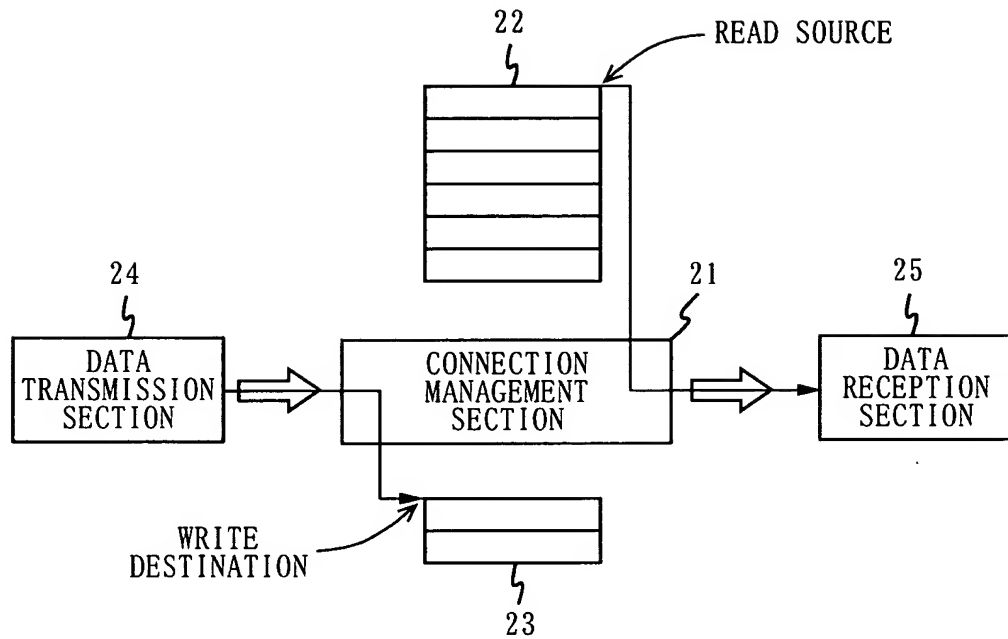 22
READ SOURCE
24
21
25
DATA
TRANSMISSION
SECTION
CONNECTION
MANAGEMENT
SECTION
DATA
RECEPTION
SECTION
WRITE
DESTINATION
23